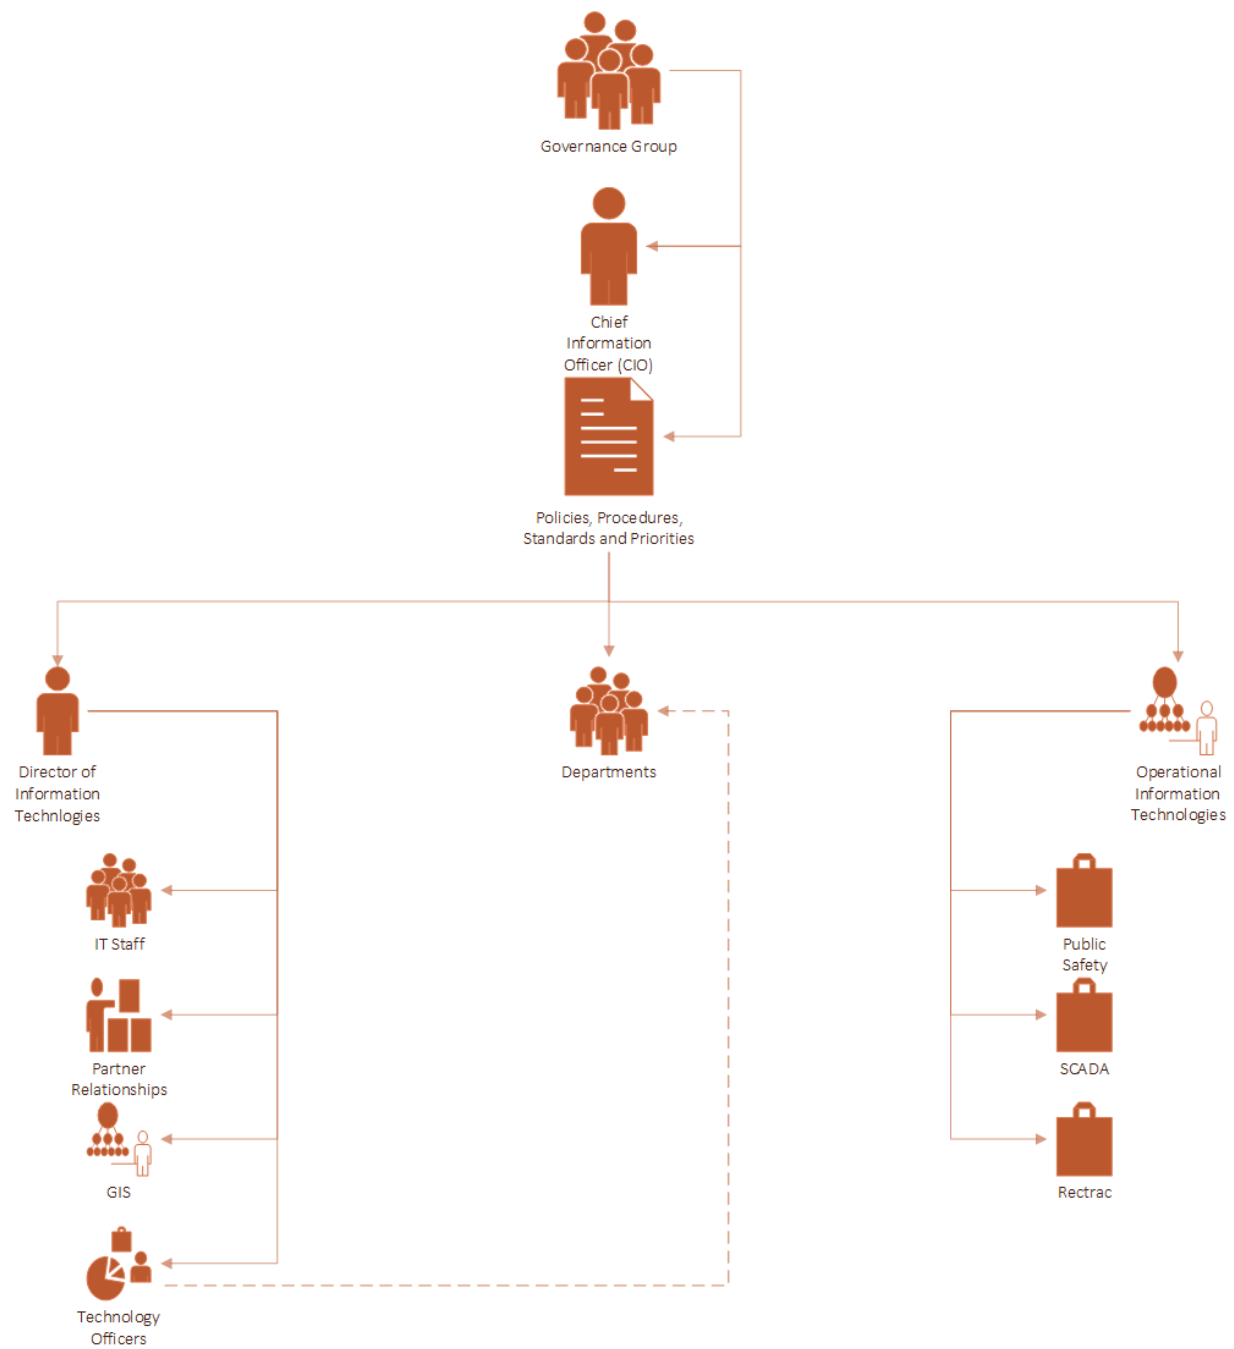 Governance Group
Chief
Information
Officer (CIO)
Policies, Procedures,
Standards and Priorities
Director of
Information
Technlogies
Departments
Operational
Information
Technologies
IT Staff
Partner
Relationships
GIS
Technology
Officers
Public
Safety
SCADA
Rectrac